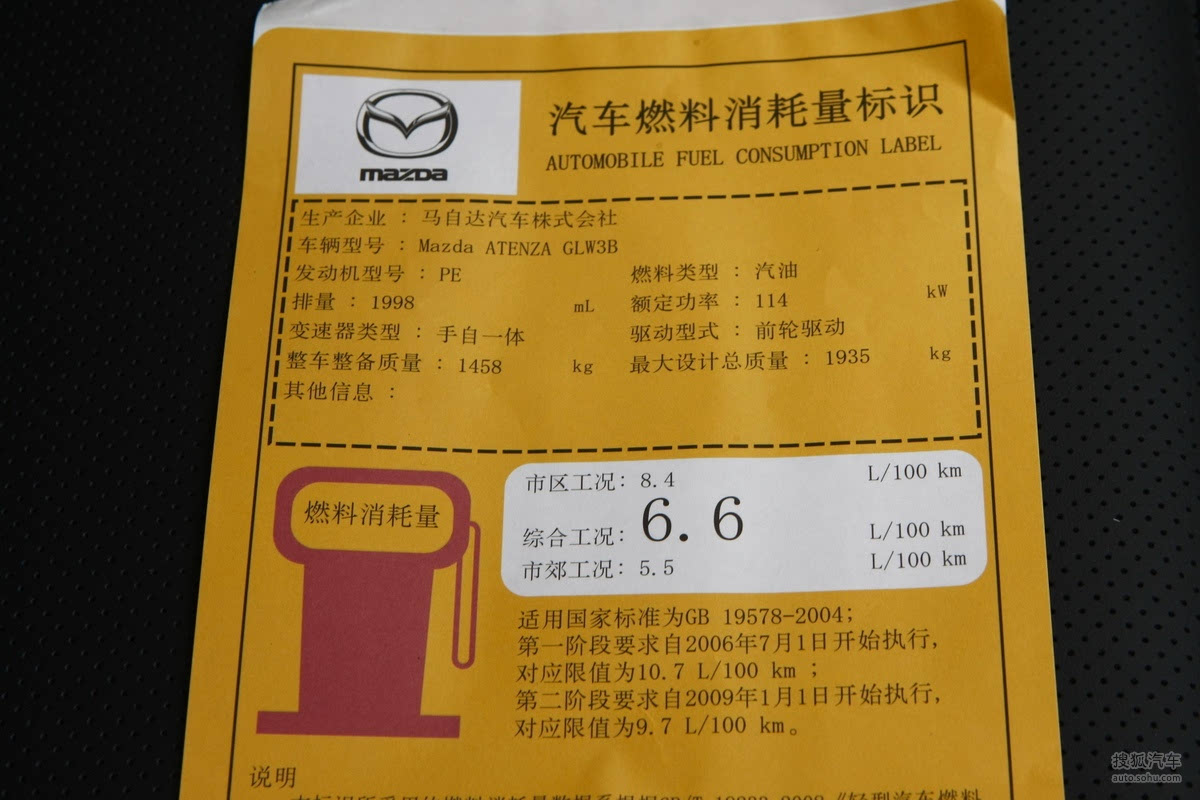 mazda
汽车燃料消耗量标识
AUTOMOBILE FUEL CONSUMPTION LABEL
生产企业 : 马自达汽车株式会社
车辆型号 : Mazda ATENZA GLW3B
发动机型号 : PE 燃料类型 : 汽油
排量 : 1998 mL 额定功率 : 114 kW
变速器类型 : 手自一体 驱动型式 : 前轮驱动
整车整备质量 : 1458 kg 最大设计总质量 : 1935 kg
其他信息 :
燃料消耗量
市区工况: 8.4 L/100 km
综合工况: 6.6 L/100 km
市郊工况: 5.5 L/100 km
适用国家标准为GB 19578-2004;
第一阶段要求自2006年7月1日开始执行,
对应限值为10.7 L/100 km ;
第二阶段要求自2009年1月1日开始执行,
对应限值为9.7 L/100 km。
说明
搜狐汽车
auto.sohu.com